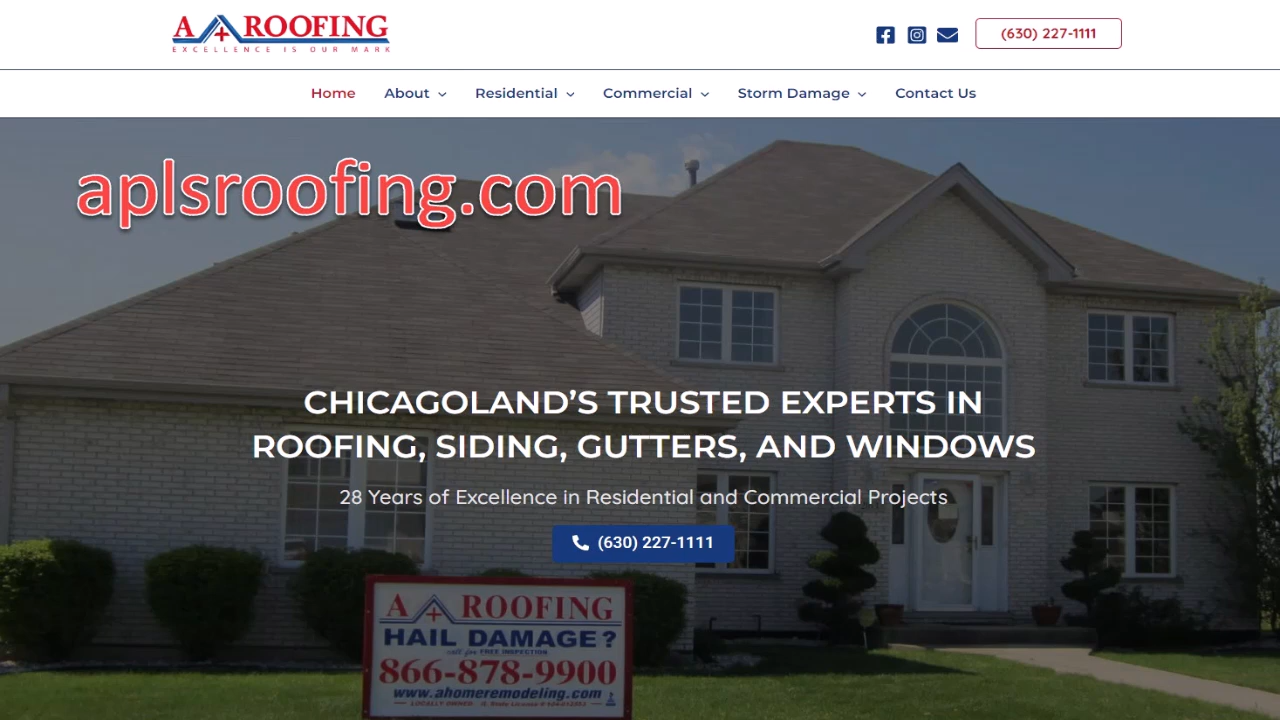 A + ROOFING
EXCELLENCE IS OUR MARK
(630) 227-1111
Home About Residential Commercial Storm Damage Contact Us
aplsroofing.com
CHICAGOLAND’S TRUSTED EXPERTS IN
ROOFING, SIDING, GUTTERS, AND WINDOWS
28 Years of Excellence in Residential and Commercial Projects
(630) 227-1111
A + ROOFING
HAIL DAMAGE?
call for FREE INSPECTION
866-878-9900
www.ahomeremodeling.com
LOCALLY OWNED